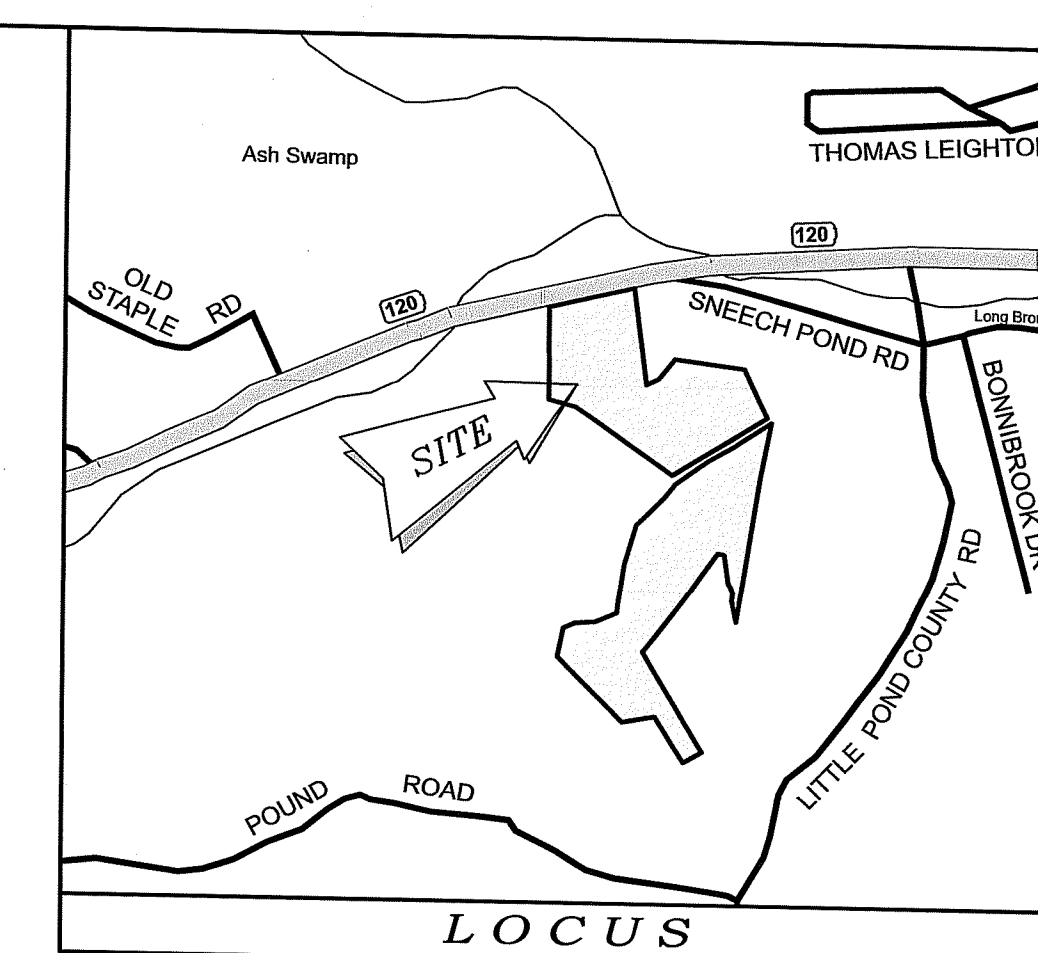 Ash Swamp
THOMAS LEIGHTO
120
OLD
STAPLE RD
120
SNEECH POND RD
Long Bro
BONNIBROOK DR
SITE
LITTLE POND COUNTY RD
POUND ROAD
LOCUS